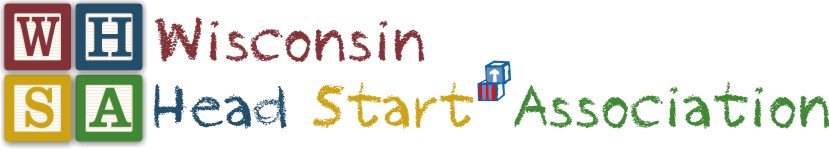 WH Wisconsin
SA Head Start Association